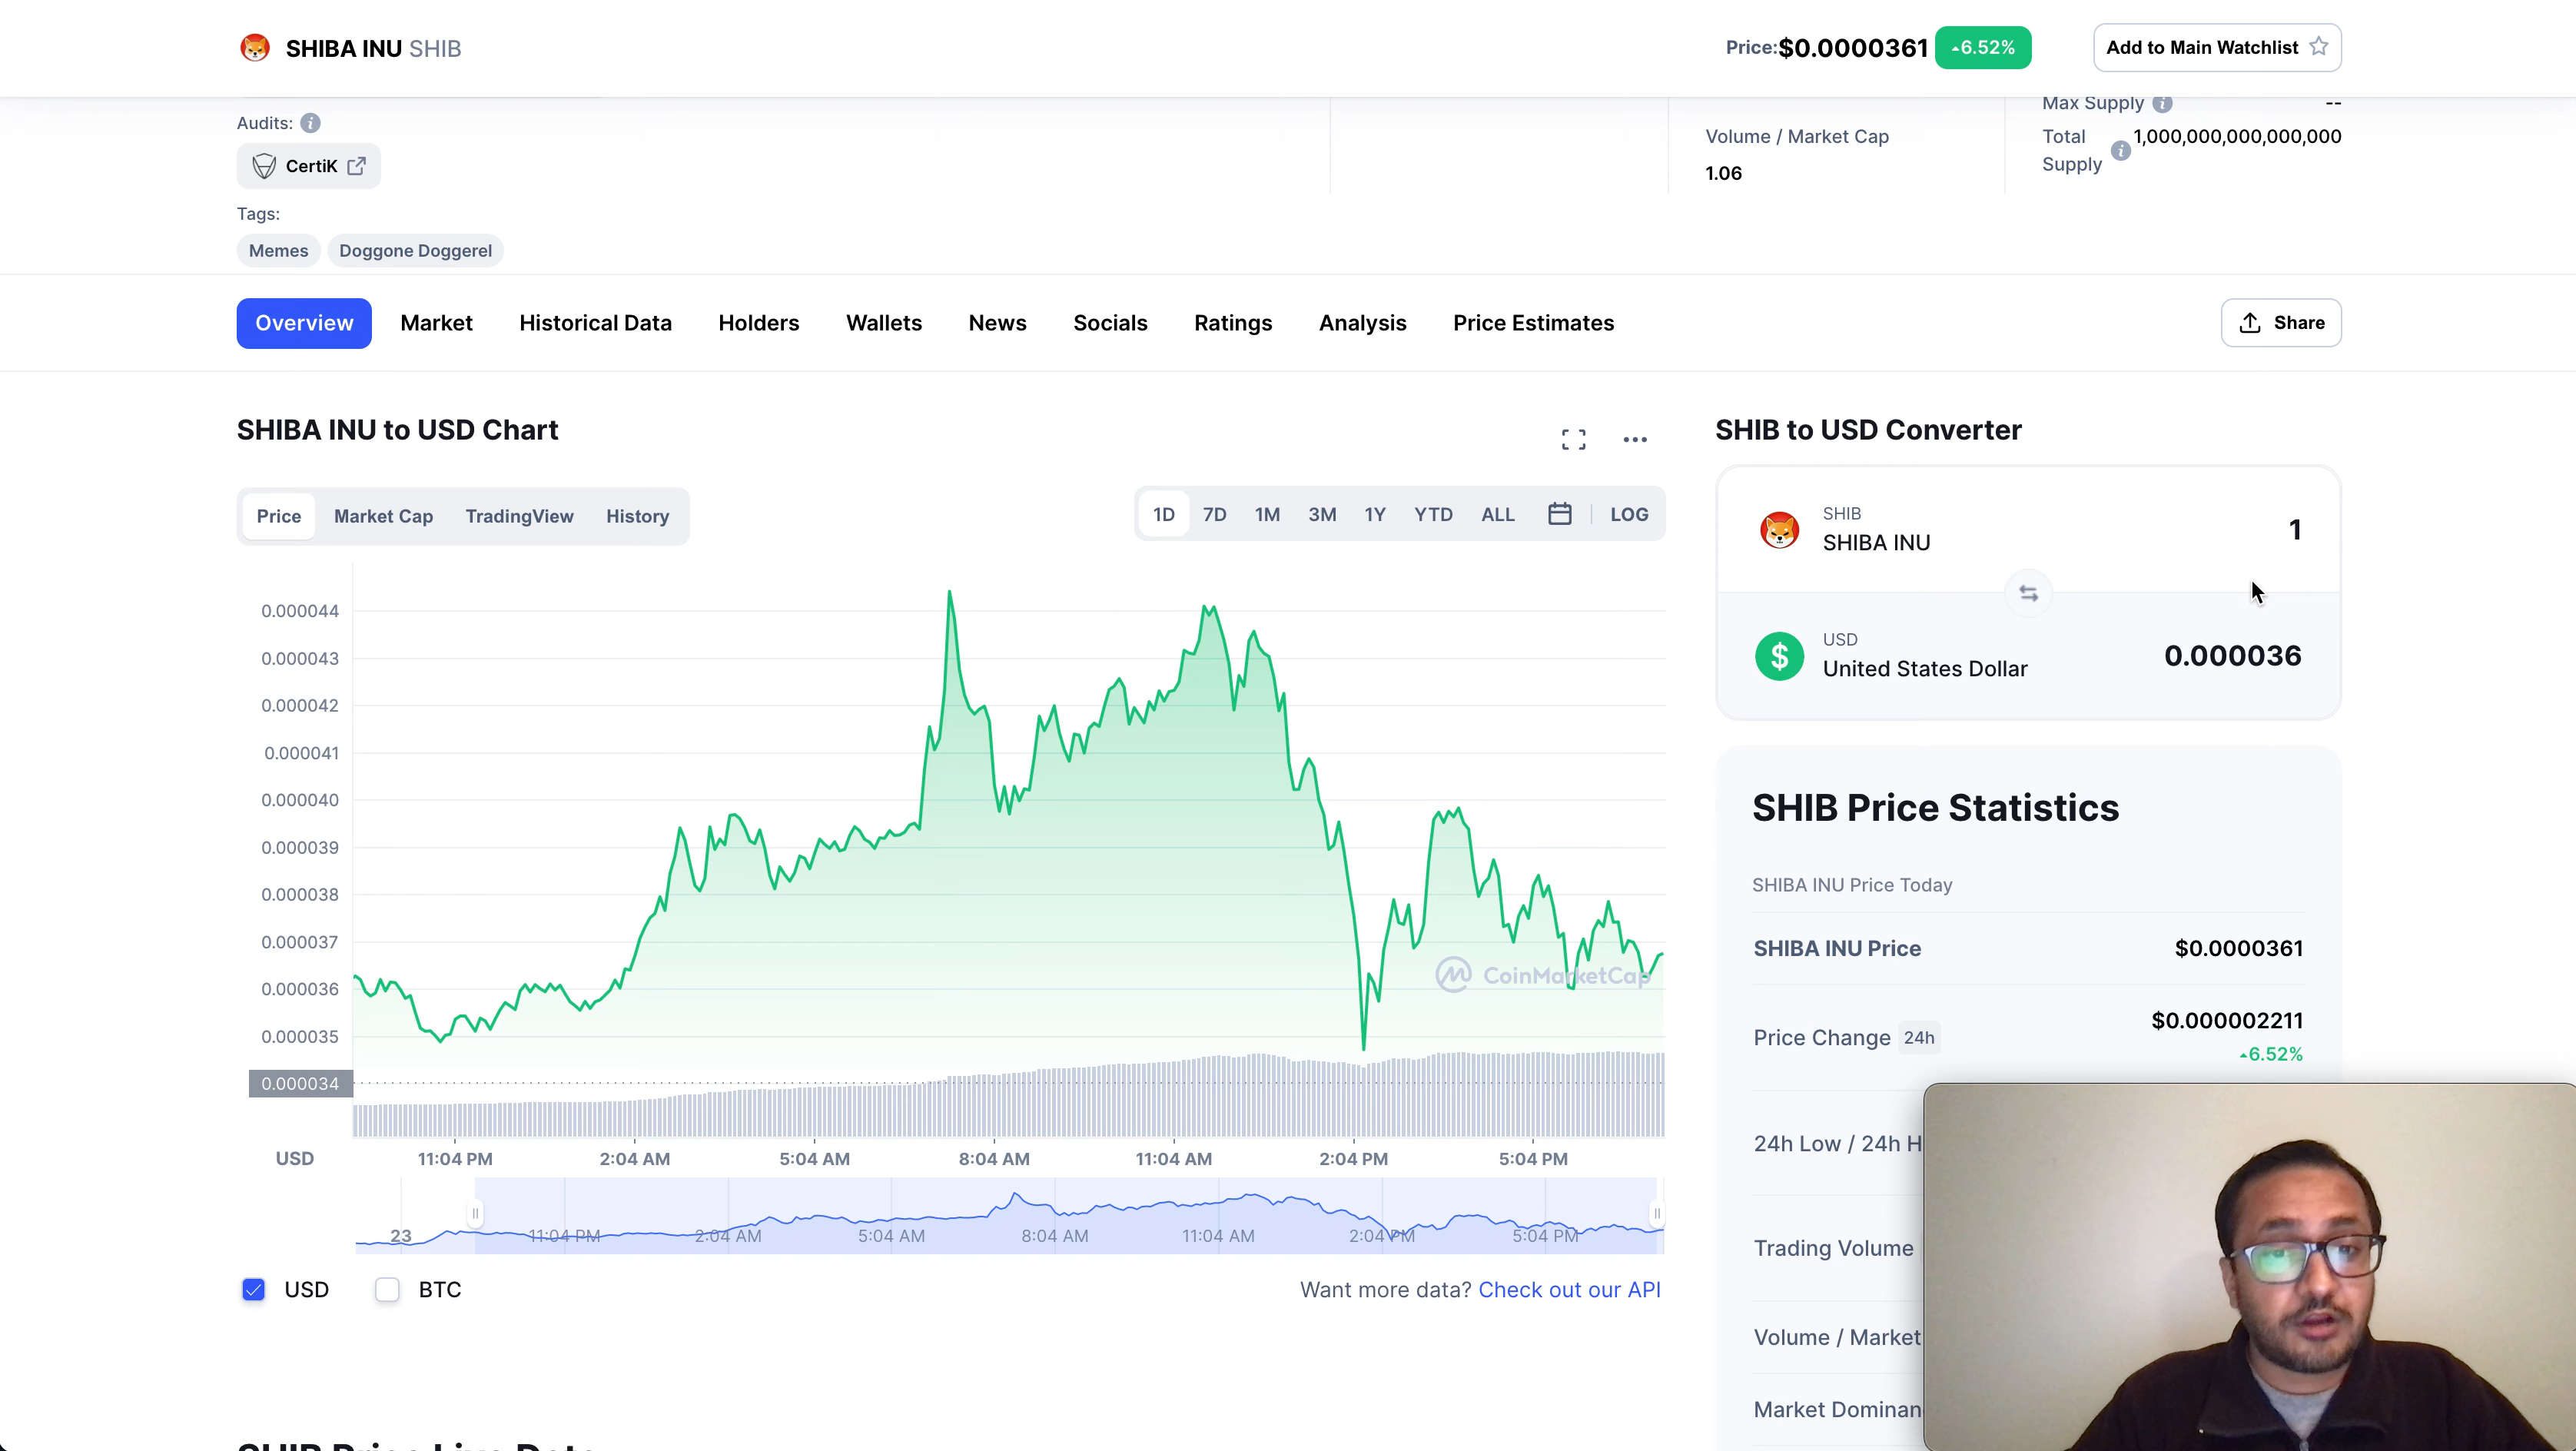 SHIBA INU SHIB
Price:$0.0000361
6.52%
Add to Main Watchlist
Audits:
CertiK
Tags:
Memes
Doggone Doggerel
Volume / Market Cap
1.06
Max Supply
--
Total Supply
1,000,000,000,000,000
Overview
Market
Historical Data
Holders
Wallets
News
Socials
Ratings
Analysis
Price Estimates
Share
SHIBA INU to USD Chart
Price
Market Cap
TradingView
History
1D
7D
1M
3M
1Y
YTD
ALL
LOG
0.000044
0.000043
0.000042
0.000041
0.000040
0.000039
0.000038
0.000037
0.000036
0.000035
0.000034
CoinMarketCap
USD
11:04 PM
2:04 AM
5:04 AM
8:04 AM
11:04 AM
2:04 PM
5:04 PM
23
11:04 PM
2:04 AM
5:04 AM
8:04 AM
11:04 AM
2:04 PM
5:04 PM
USD
BTC
Want more data? Check out our API
SHIB to USD Converter
SHIB
SHIBA INU
1
USD
United States Dollar
0.000036
SHIB Price Statistics
SHIBA INU Price Today
SHIBA INU Price
$0.0000361
Price Change 24h
$0.000002211
6.52%
24h Low / 24h H
Trading Volume
Volume / Market
Market Dominan
SHIB Price Live Data